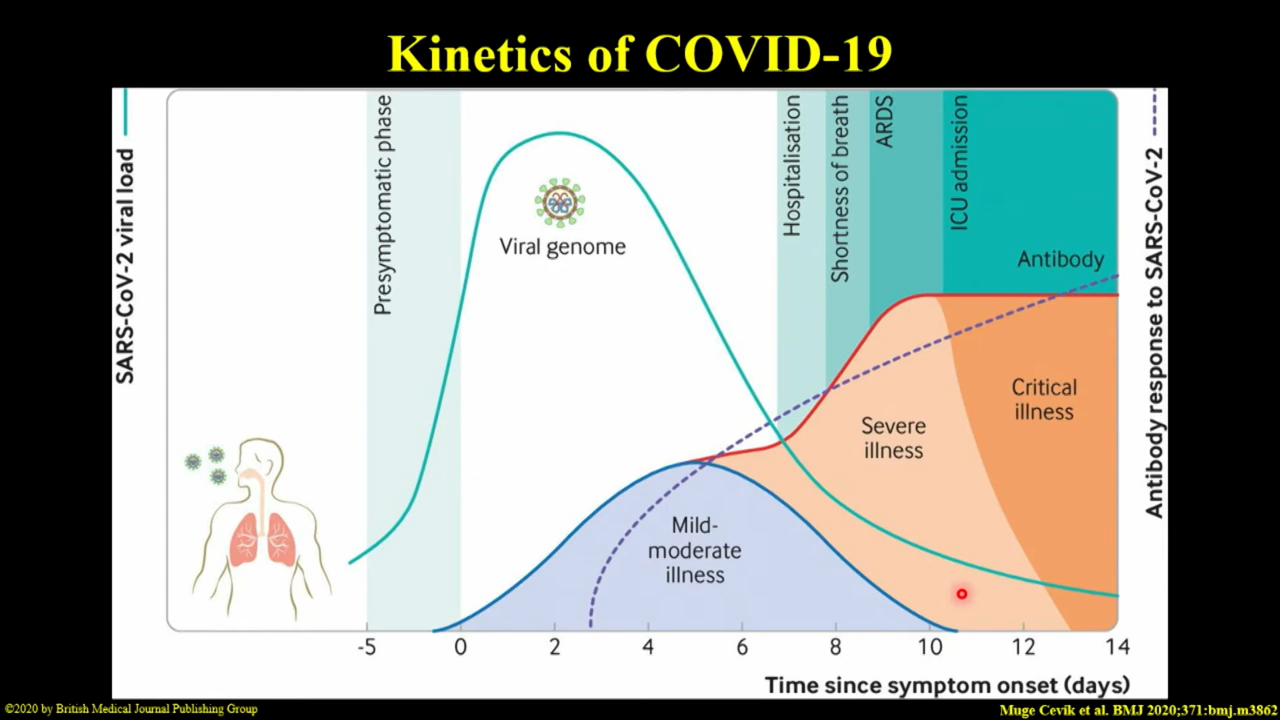 Kinetics of COVID-19
SARS-CoV-2 viral load
Presymptomatic phase
Viral genome
Hospitalisation
Shortness of breath
ARDS
ICU admission
Antibody
Antibody response to SARS-CoV-2
Critical
illness
Severe
illness
Mild-
moderate
illness
-5 0 2 4 6 8 10 12 14
Time since symptom onset (days)
©2020 by British Medical Journal Publishing Group
Muge Cevik et al. BMJ 2020;371:bmj.m3862